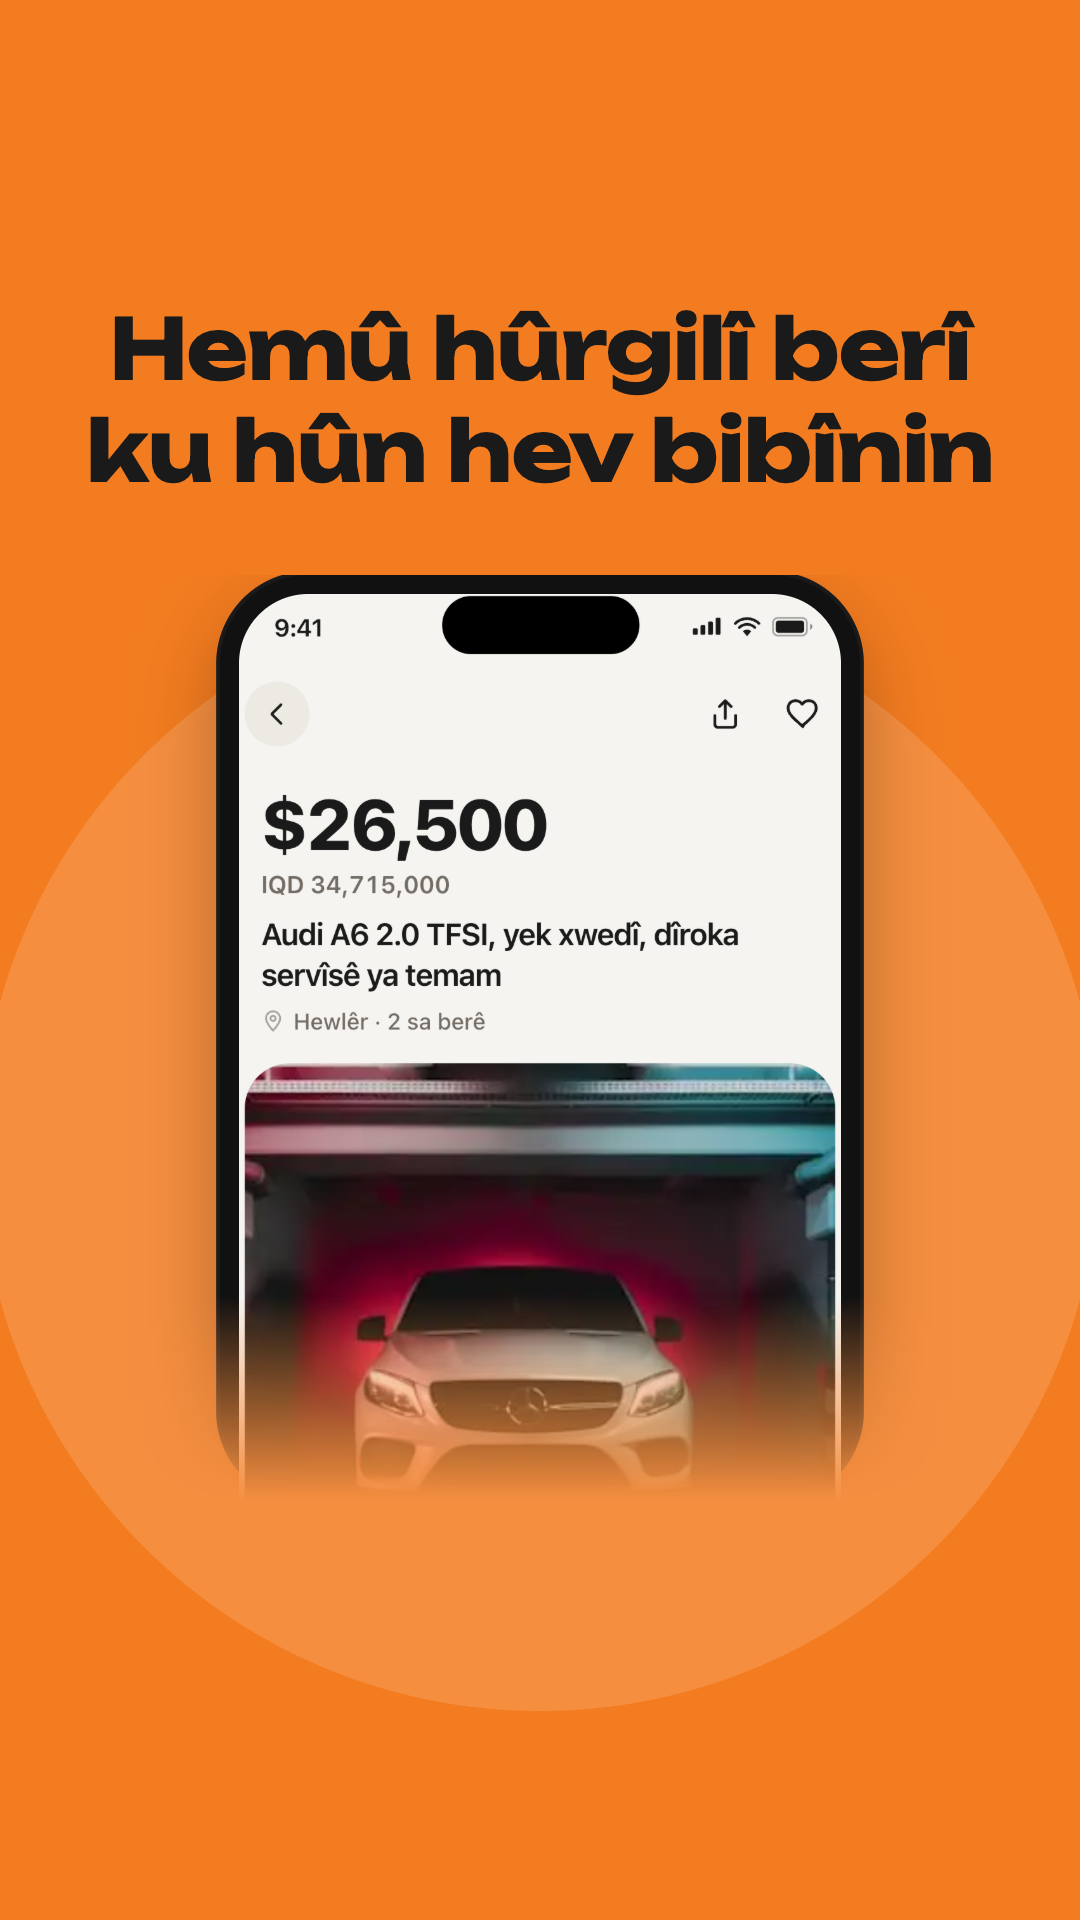 Hemû hûrgilî berî
ku hûn hev bibînin
9:41
$26,500
IQD 34,715,000
Audi A6 2.0 TFSI, yek xwedî, dîroka
servîsê ya temam
Hewlêr · 2 sa berê